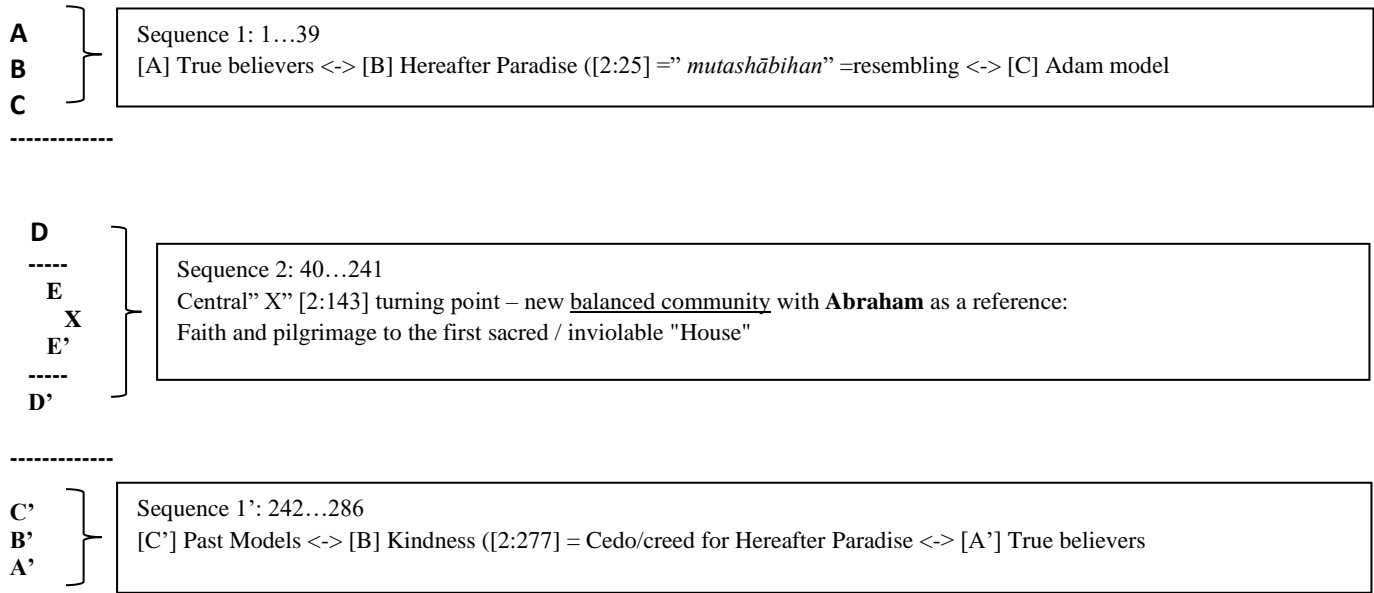 A
B
C
Sequence 1: 1…39
[A] True believers <-> [B] Hereafter Paradise ([2:25] =” mutashābihan” =resembling <-> [C] Adam model
-------------
D
-----
E
X
E’
-----
D’
Sequence 2: 40…241
Central” X” [2:143] turning point – new balanced community with Abraham as a reference:
Faith and pilgrimage to the first sacred / inviolable "House"
-------------
C’
B’
A’
Sequence 1’: 242…286
[C’] Past Models <-> [B] Kindness ([2:277] = Cedo/creed for Hereafter Paradise <-> [A’] True believers